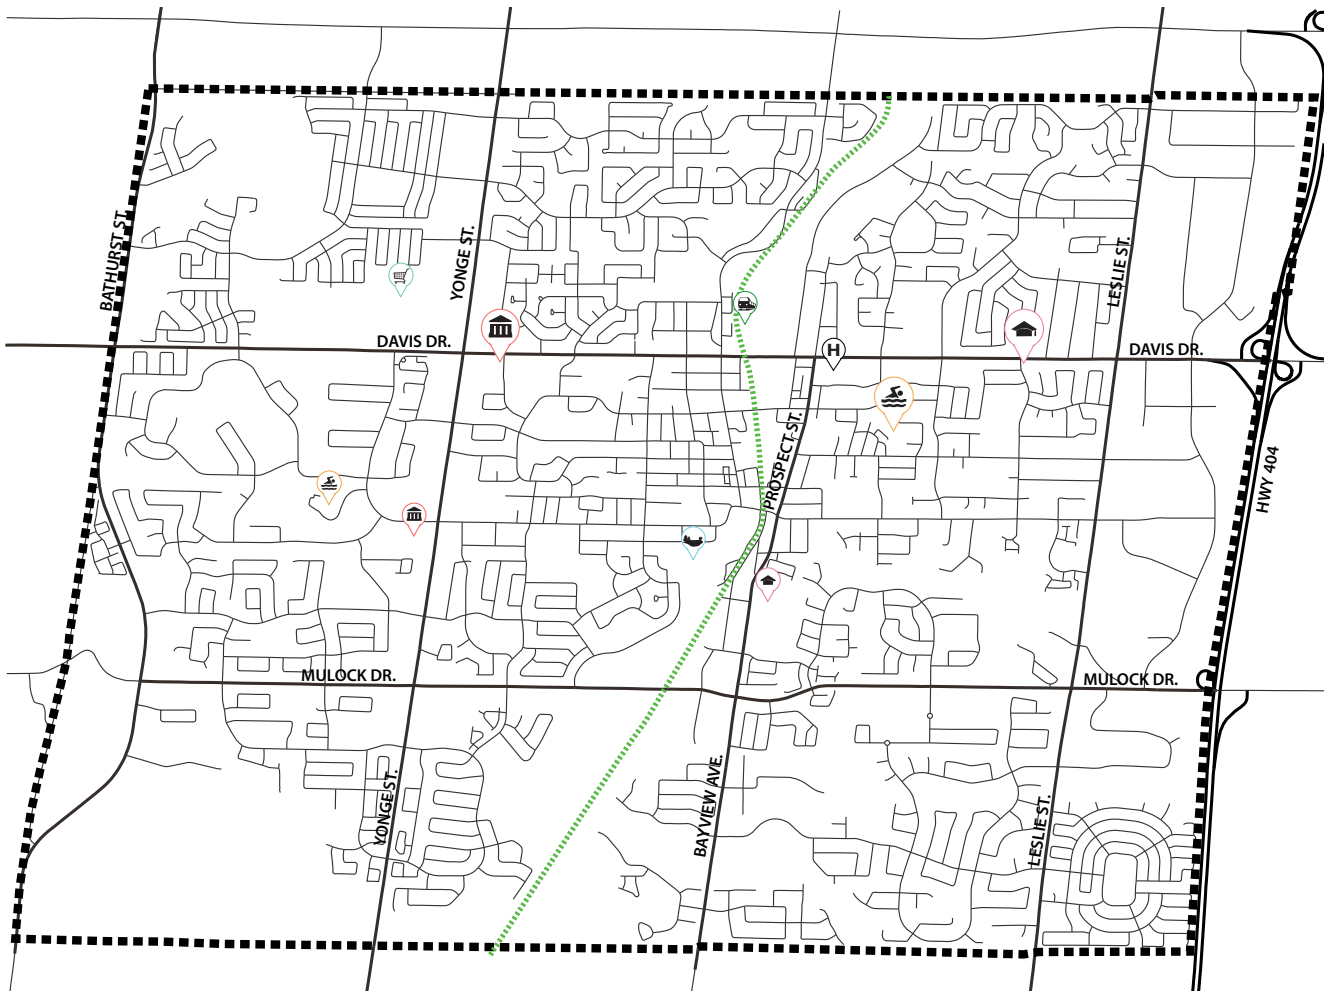 BATHURST ST.
YONGE ST.
LESLIE ST.
DAVIS DR.
DAVIS DR.
H
PROSPECT ST.
HWY 404
MULOCK DR.
MULOCK DR.
YONGE ST.
BAYVIEW AVE.
LESLIE ST.